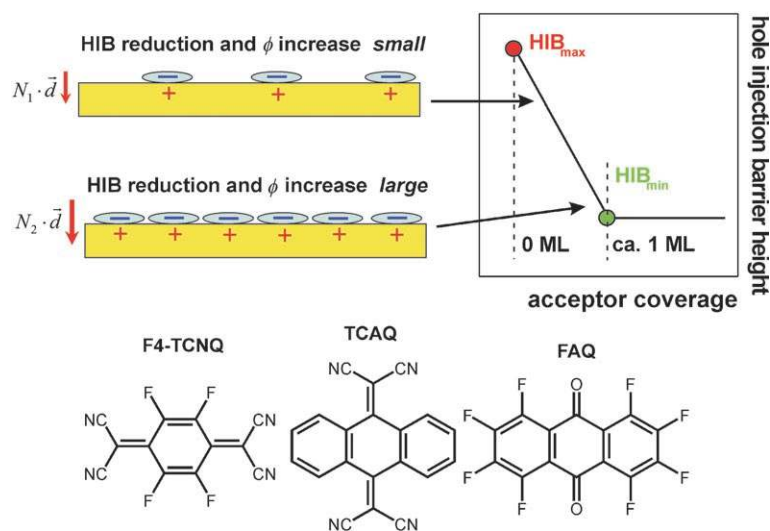 HIB reduction and ϕ increase small
N₁ · d⃗
− − −
+ + +
HIB reduction and ϕ increase large
N₂ · d⃗
− − − − − −
+ + + + + +
HIBmax
HIBmin
0 ML
ca. 1 ML
acceptor coverage
hole injection barrier height
F4-TCNQ
F F
NC CN
NC CN
F F
TCAQ
NC CN
NC CN
FAQ
F O F
F F
F F
F O F